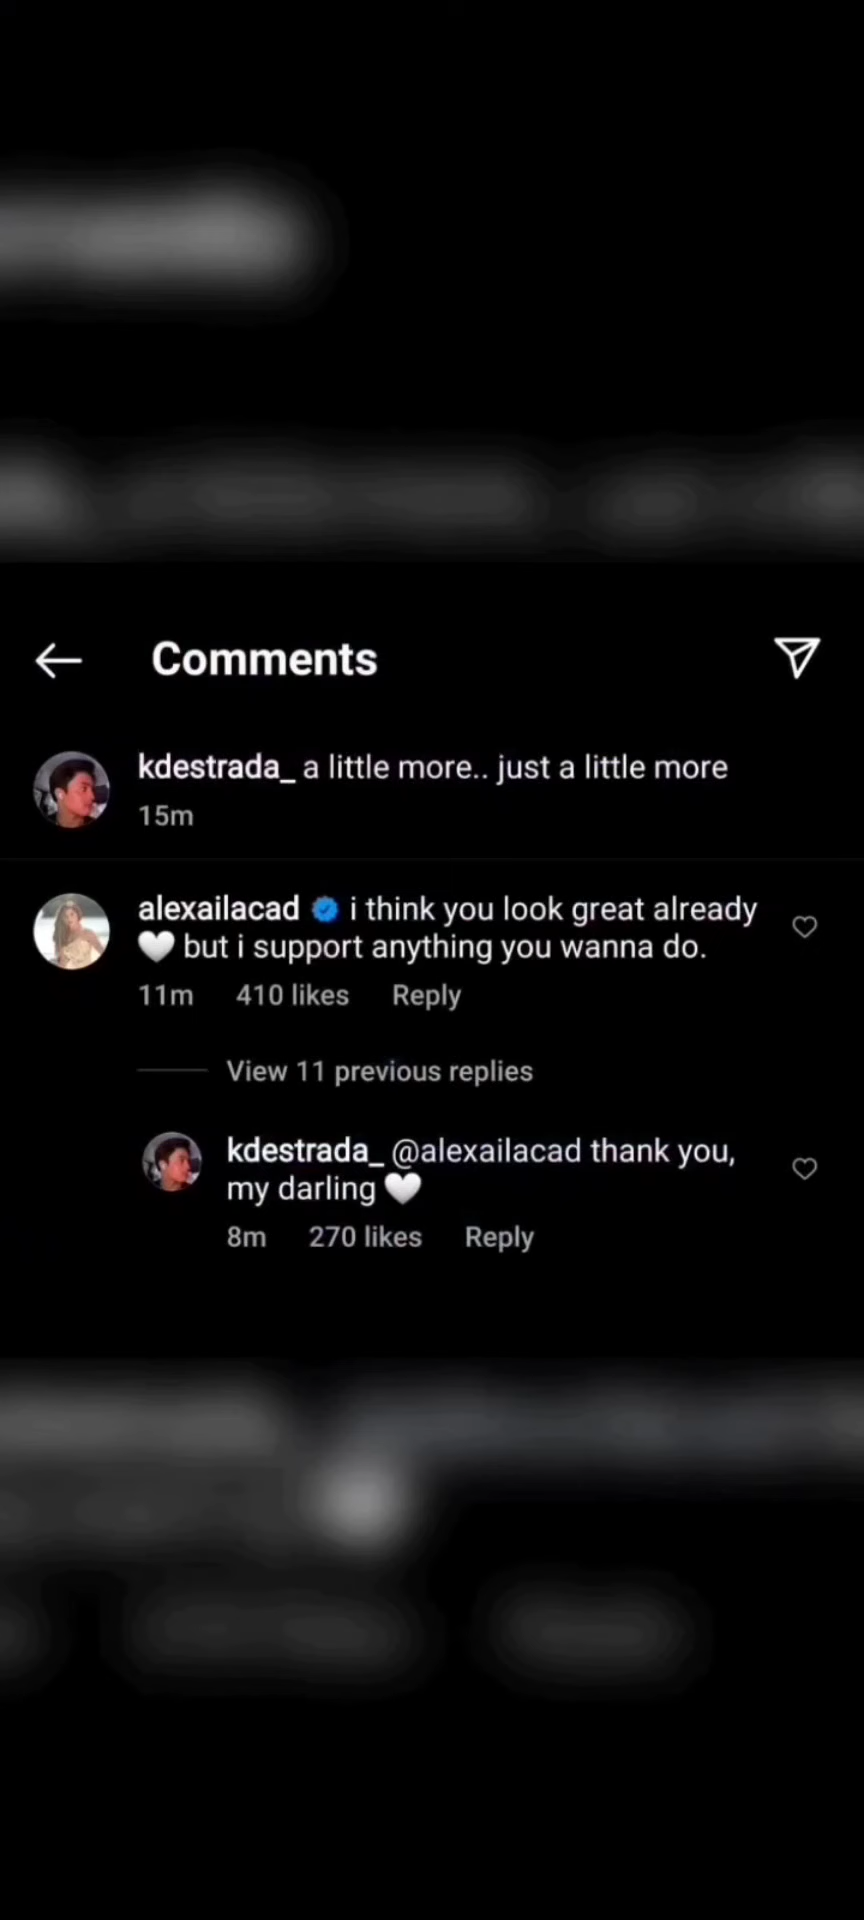 Comments
kdestrada_ a little more.. just a little more
15m
alexailacad i think you look great already
🤍 but i support anything you wanna do.
11m 410 likes Reply
View 11 previous replies
kdestrada_ @alexailacad thank you,
my darling 🤍
8m 270 likes Reply